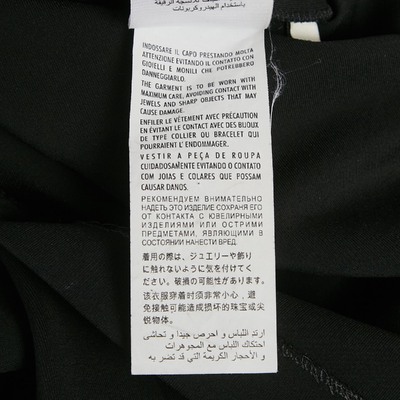 باستخدام الهيدروكربونات
INDOSSARE IL CAPO PRESTANDO MOLTA
ATTENZIONE EVITANDO IL CONTATTO CON
GIOIELLI E MONILI CHE POTREBBERO
DANNEGGIARLO.
THE GARMENT IS TO BE WORN WITH
MAXIMUM CARE, AVOIDING CONTACT WITH
JEWELS AND SHARP OBJECTS THAT MAY
CAUSE DAMAGE.
ENFILER LE VÊTEMENT AVEC PRÉCAUTION
EN ÉVITANT LE CONTACT AVEC DES BIJOUX
DE TYPE COLLIER OU BRACELET QUI
POURRAIENT L'ENDOMMAGER.
VESTIR A PEÇA DE ROUPA
CUIDADOSAMENTE EVITANDO O CONTATO
COM JOIAS E COLARES QUE POSSAM
CAUSAR DANOS.
РЕКОМЕНДУЕМ ВНИМАТЕЛЬНО
НАДЕТЬ ЭТО ИЗДЕЛИЕ СОХРАНЯ ЕГО
ОТ КОНТАКТА С ЮВЕЛИРНЫМИ
ИЗДЕЛИЯМИ ИЛИ ОСТРЫМИ
ПРЕДМЕТАМИ, ЯВЛЯЮЩИМИ В
СОСТОЯНИИ НАНЕСТИ ВРЕД.
着用の際は、ジュエリーや飾り
に触れないように気を付けてくだ
さい。破損の可能性があります。
该衣服穿着时须非常小心，避
免接触可能造成损坏的珠宝或尖
锐物体。
ارتد اللباس و احرص جيدا و تحاشى
احتكاك اللباس مع المجوهرات
و الأحجار الكريمة التي قد تضر به